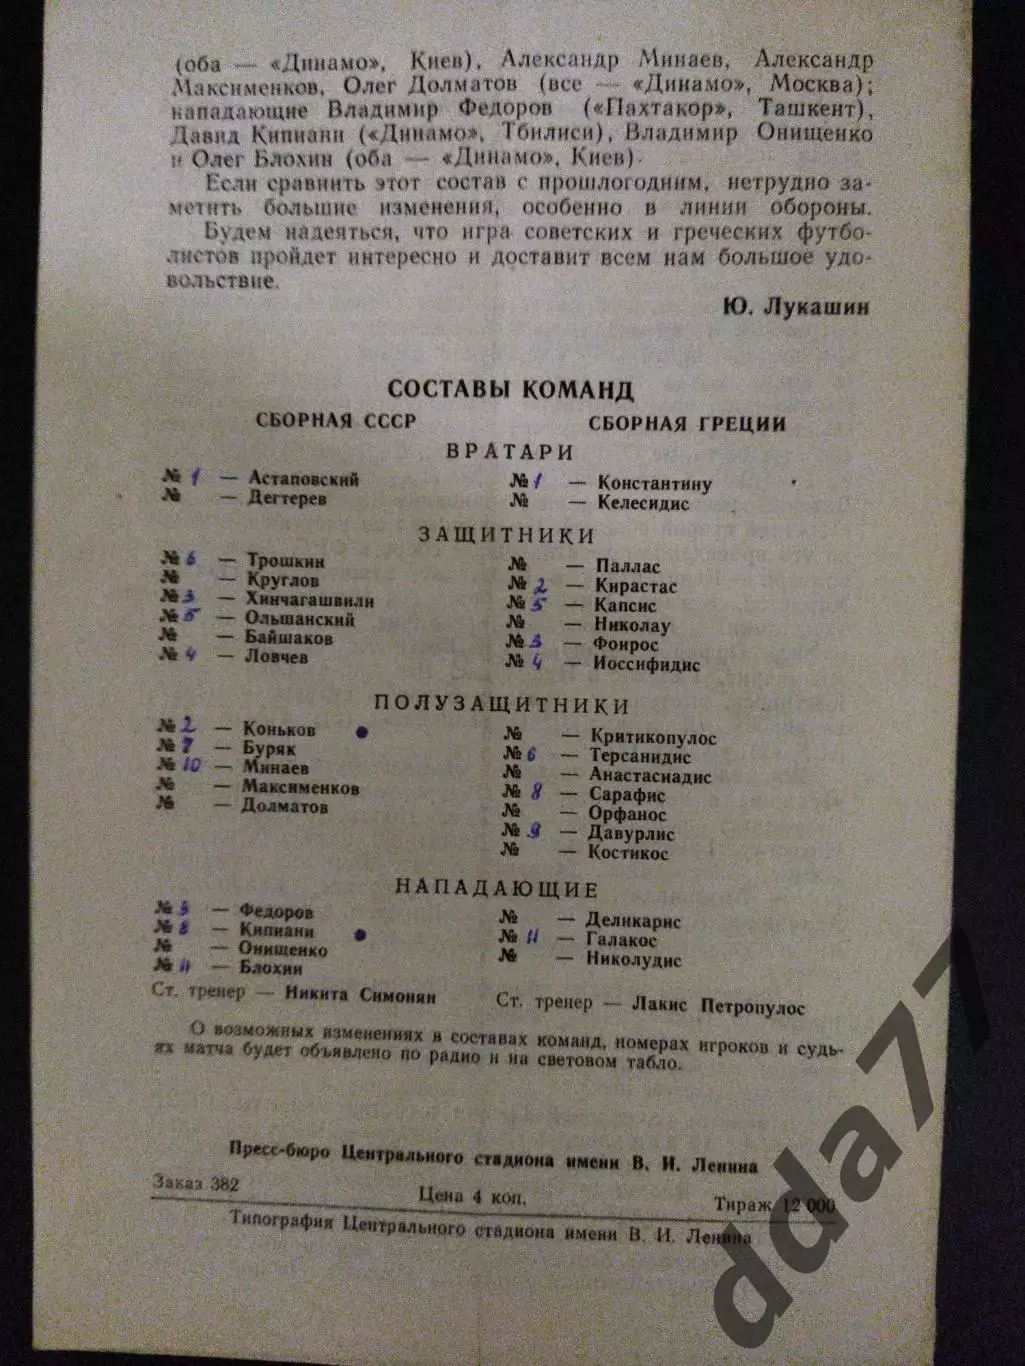 (оба — «Динамо», Киев), Александр Минаев, Александр
Максименков, Олег Долматов (все — «Динамо», Москва);
нападающие Владимир Федоров («Пахтакор», Ташкент),
Давид Кипиани («Динамо», Тбилиси), Владимир Онищенко
и Олег Блохин (оба — «Динамо», Киев).
Если сравнить этот состав с прошлогодним, нетрудно за-
метить большие изменения, особенно в линии обороны.
Будем надеяться, что игра советских и греческих футбо-
листов пройдет интересно и доставит всем нам большое удо-
вольствие.
Ю. Лукашин
СОСТАВЫ КОМАНД
СБОРНАЯ СССР СБОРНАЯ ГРЕЦИИ
ВРАТАРИ
№ 1 — Астаповский № 1 — Константину
№ — Дегтерев № — Келесидис
ЗАЩИТНИКИ
№ 6 — Трошкин № — Паллас
№ — Круглов № 2 — Кирастас
№ 3 — Хинчагашвили № 5 — Капсис
№ 5 — Ольшанский № — Николау
№ — Байшаков № 3 — Фоирос
№ 4 — Ловчев № 4 — Иоссифидис
ПОЛУЗАЩИТНИКИ
№ 2 — Коньков № — Критикопулос
№ 7 — Буряк № 6 — Терсанидис
№ 10 — Минаев № — Анастасиадис
№ — Максименков № 8 — Сарафис
№ — Долматов № — Орфанос
№ 9 — Давурлис
№ — Костикос
НАПАДАЮЩИЕ
№ 9 — Федоров № — Деликарис
№ 8 — Кипиани № 11 — Галакос
№ — Онищенко № — Николудис
№ 11 — Блохин
Ст. тренер — Никита Симонян Ст. тренер — Лакис Петропулос
О возможных изменениях в составах команд, номерах игроков и судь-
ях матча будет объявлено по радио и на световом табло.
Пресс-бюро Центрального стадиона имени В. И. Ленина
Заказ 382 Цена 4 коп. Тираж 12 000
Типография Центрального стадиона имени В. И. Ленина
dda77